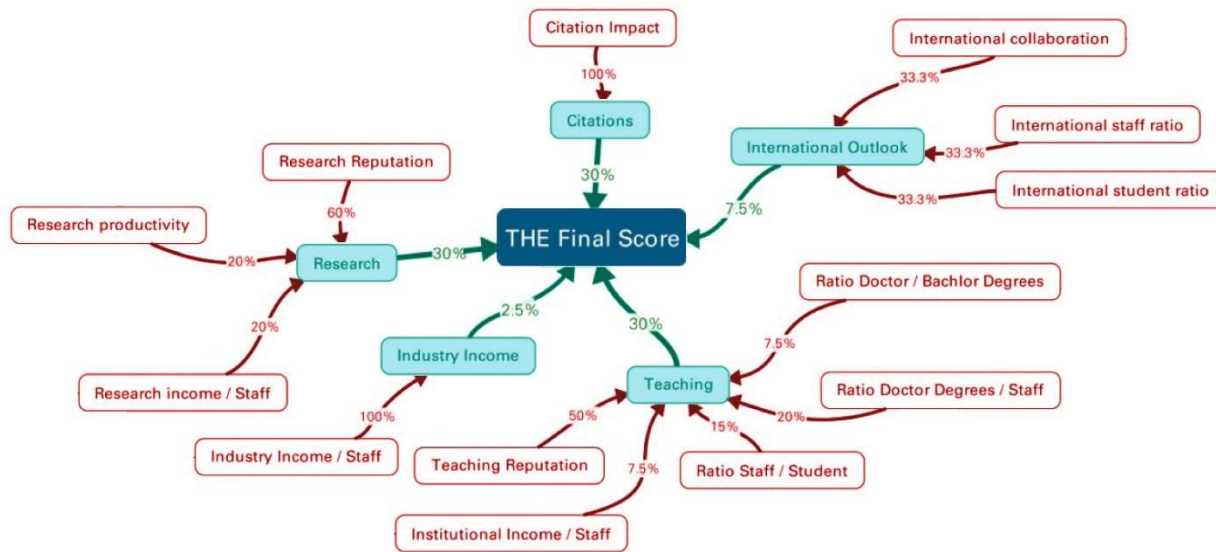 Citation Impact
International collaboration
100%
33.3%
Citations
International Outlook
International staff ratio
33.3%
Research Reputation
30%
International student ratio
33.3%
60%
7.5%
Research productivity
THE Final Score
20%
Research
30%
Ratio Doctor / Bachlor Degrees
2.5%
20%
30%
7.5%
Industry Income
Teaching
Research income / Staff
Ratio Doctor Degrees / Staff
100%
50%
15%
20%
Industry Income / Staff
Teaching Reputation
7.5%
Ratio Staff / Student
Institutional Income / Staff